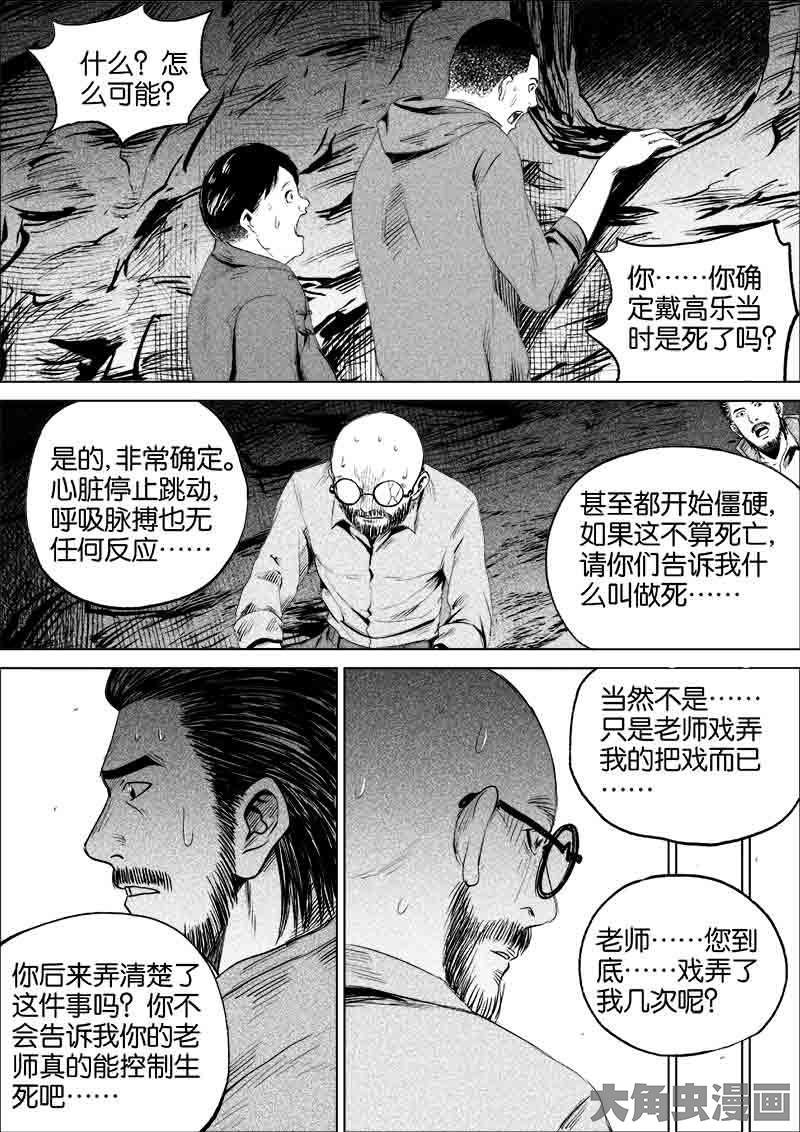 什么？怎
么可能？
你……你确
定戴高乐当
时是死了吗？
是的，非常确定。
心脏停止跳动，
呼吸脉搏也无
任何反应……
甚至都开始僵硬，
如果这不算死亡，
请你们告诉我什
么叫做死……
你后来弄清楚了
这件事吗？你不
会告诉我你的老
师真的能控制生
死吧……
当然不是……
只是老师戏弄
我的把戏而已
……
老师……您到
底……戏弄了
我几次呢？
大角虫漫画